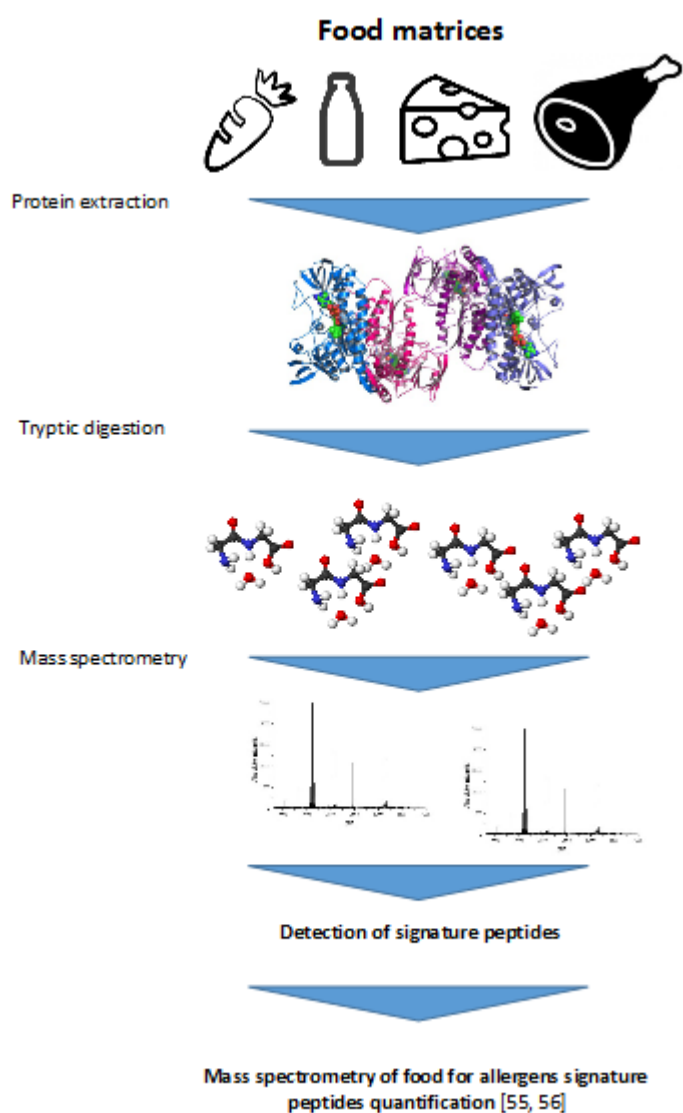 Food matrices
Protein extraction
Tryptic digestion
Mass spectrometry
Detection of signature peptides
Mass spectrometry of food for allergens signature
peptides quantification [55, 56]